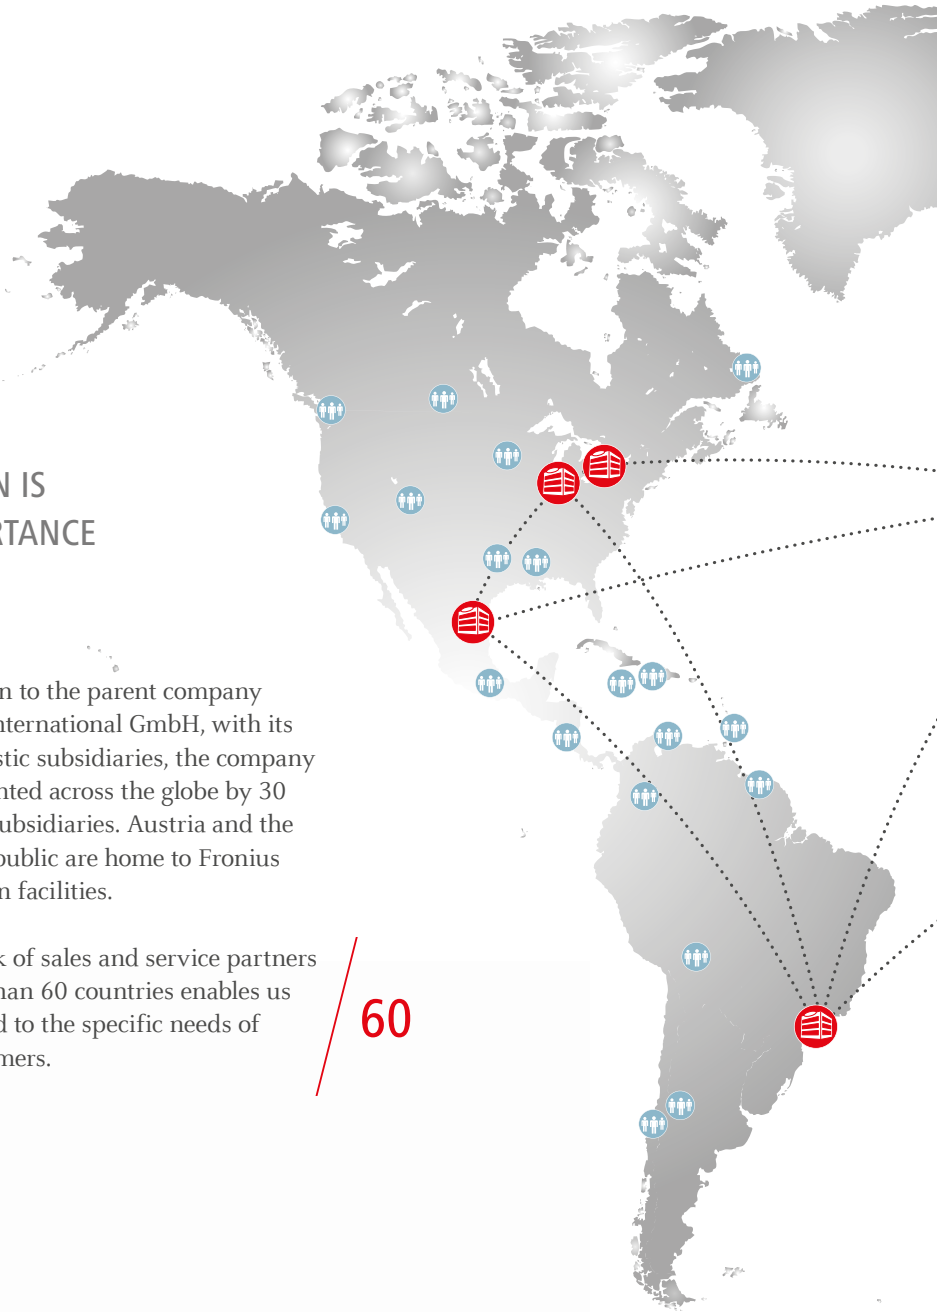 N IS
RTANCE
n to the parent company
nternational GmbH, with its
stic subsidiaries, the company
nted across the globe by 30
subsidiaries. Austria and the
public are home to Fronius
n facilities.
k of sales and service partners
han 60 countries enables us
d to the specific needs of
mers.
60